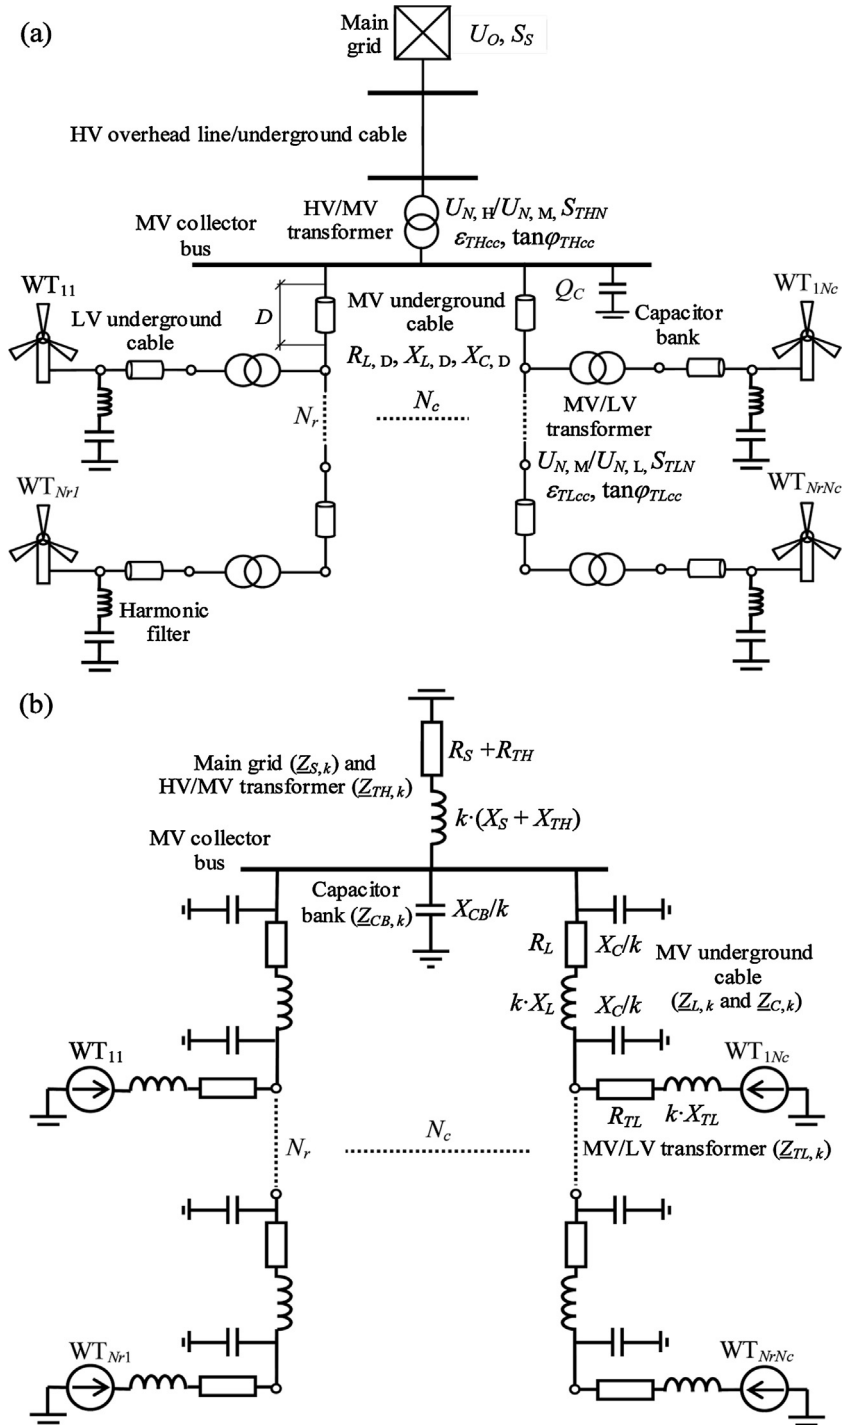 (a)
Main
grid
U_O, S_S
HV overhead line/underground cable
HV/MV
transformer
U_N, H/U_N, M, S_THN
ε_THcc, tanφ_THcc
MV collector
bus
WT_11
LV underground
cable
D
MV underground
cable
R_L, D, X_L, D, X_C, D
Q_C
Capacitor
bank
WT_1Nc
N_r
N_c
MV/LV
transformer
U_N, M/U_N, L, S_TLN
ε_TLcc, tanφ_TLcc
WT_Nr1
WT_NrNc
Harmonic
filter
(b)
R_S +R_TH
Main grid (Z_S,k) and
HV/MV transformer (Z_TH,k)
k·(X_S + X_TH)
MV collector
bus
Capacitor
bank (Z_CB,k)
X_CB/k
R_L
X_C/k
MV underground
cable
(Z_L,k and Z_C,k)
k·X_L
X_C/k
WT_11
WT_1Nc
R_TL
k·X_TL
N_r
N_c
MV/LV transformer (Z_TL,k)
WT_Nr1
WT_NrNc